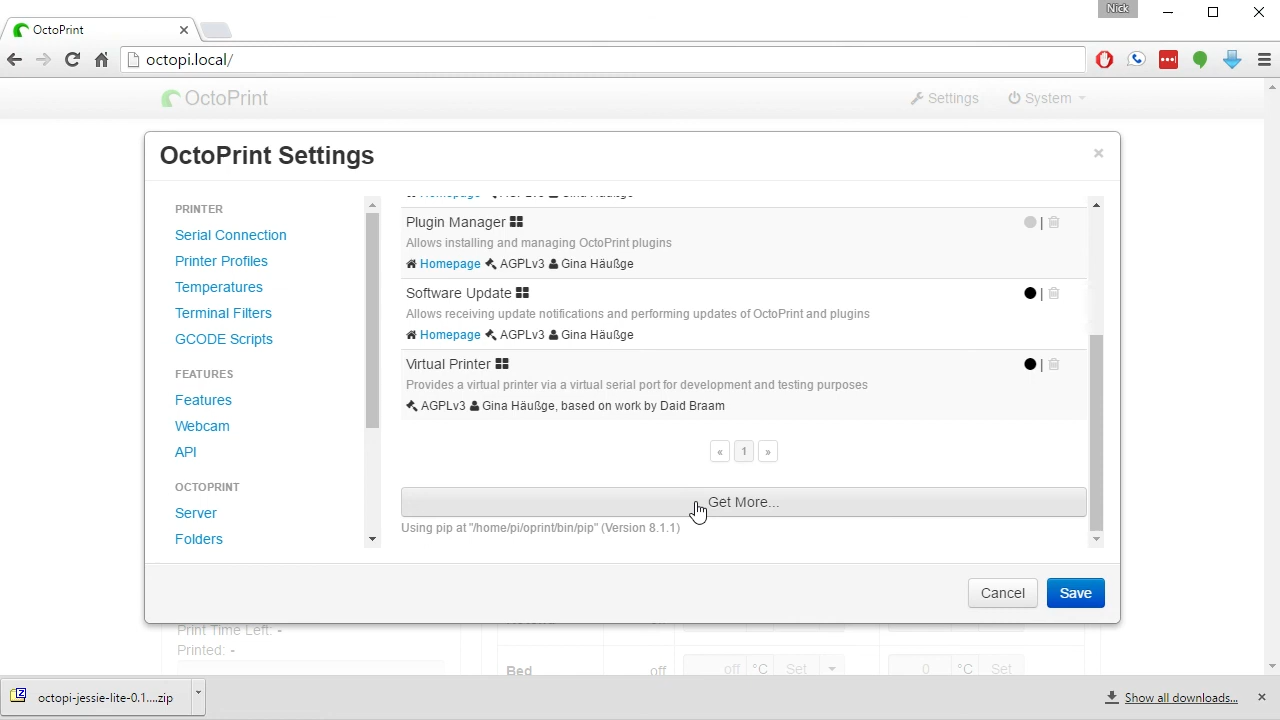 Nick
OctoPrint
octopi.local/
OctoPrint
Settings
System
OctoPrint Settings
PRINTER
Serial Connection
Printer Profiles
Temperatures
Terminal Filters
GCODE Scripts
FEATURES
Features
Webcam
API
OCTOPRINT
Server
Folders
Homepage AGPLv3 Gina Häußge
Plugin Manager
|
Allows installing and managing OctoPrint plugins
Homepage AGPLv3 Gina Häußge
Software Update
|
Allows receiving update notifications and performing updates of OctoPrint and plugins
Homepage AGPLv3 Gina Häußge
Virtual Printer
|
Provides a virtual printer via a virtual serial port for development and testing purposes
AGPLv3 Gina Häußge, based on work by Daid Braam
« 1 »
Get More...
Using pip at "/home/pi/oprint/bin/pip" (Version 8.1.1)
Cancel
Save
Print Time Left: -
Printed: -
Bed off off °C Set 0 °C Set
octopi-jessie-lite-0.1....zip
Show all downloads...